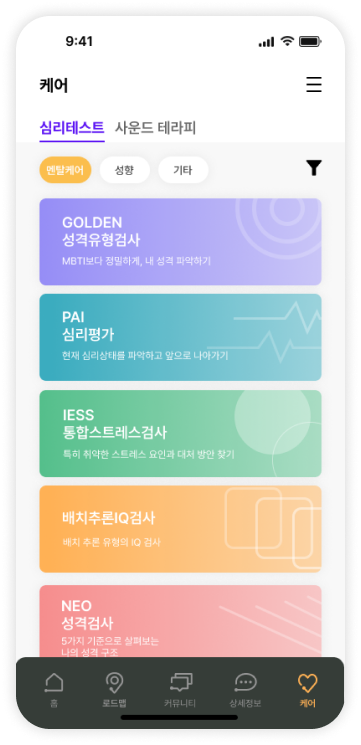 9:41
케어
심리테스트 사운드 테라피
멘탈케어 성향 기타
GOLDEN
성격유형검사
MBTI보다 정밀하게, 내 성격 파악하기
PAI
심리평가
현재 심리상태를 파악하고 앞으로 나아가기
IESS
통합스트레스검사
특히 취약한 스트레스 요인과 대처 방안 찾기
배치추론IQ검사
배치 추론 유형의 IQ 검사
NEO
성격검사
5가지 기준으로 살펴보는
나의 성격 구조
홈 로드맵 커뮤니티 상세정보 케어